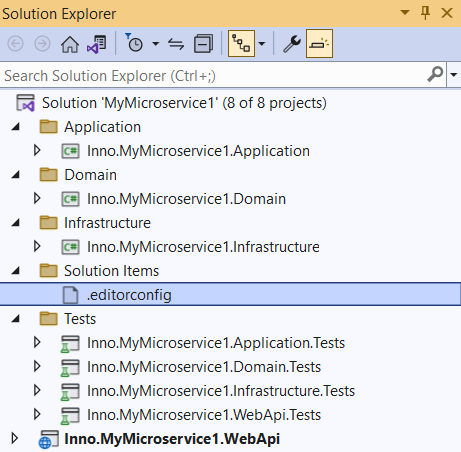 Solution Explorer
Search Solution Explorer (Ctrl+;)
Solution 'MyMicroservice1' (8 of 8 projects)
Application
C# Inno.MyMicroservice1.Application
Domain
C# Inno.MyMicroservice1.Domain
Infrastructure
C# Inno.MyMicroservice1.Infrastructure
Solution Items
.editorconfig
Tests
Inno.MyMicroservice1.Application.Tests
Inno.MyMicroservice1.Domain.Tests
Inno.MyMicroservice1.Infrastructure.Tests
Inno.MyMicroservice1.WebApi.Tests
Inno.MyMicroservice1.WebApi